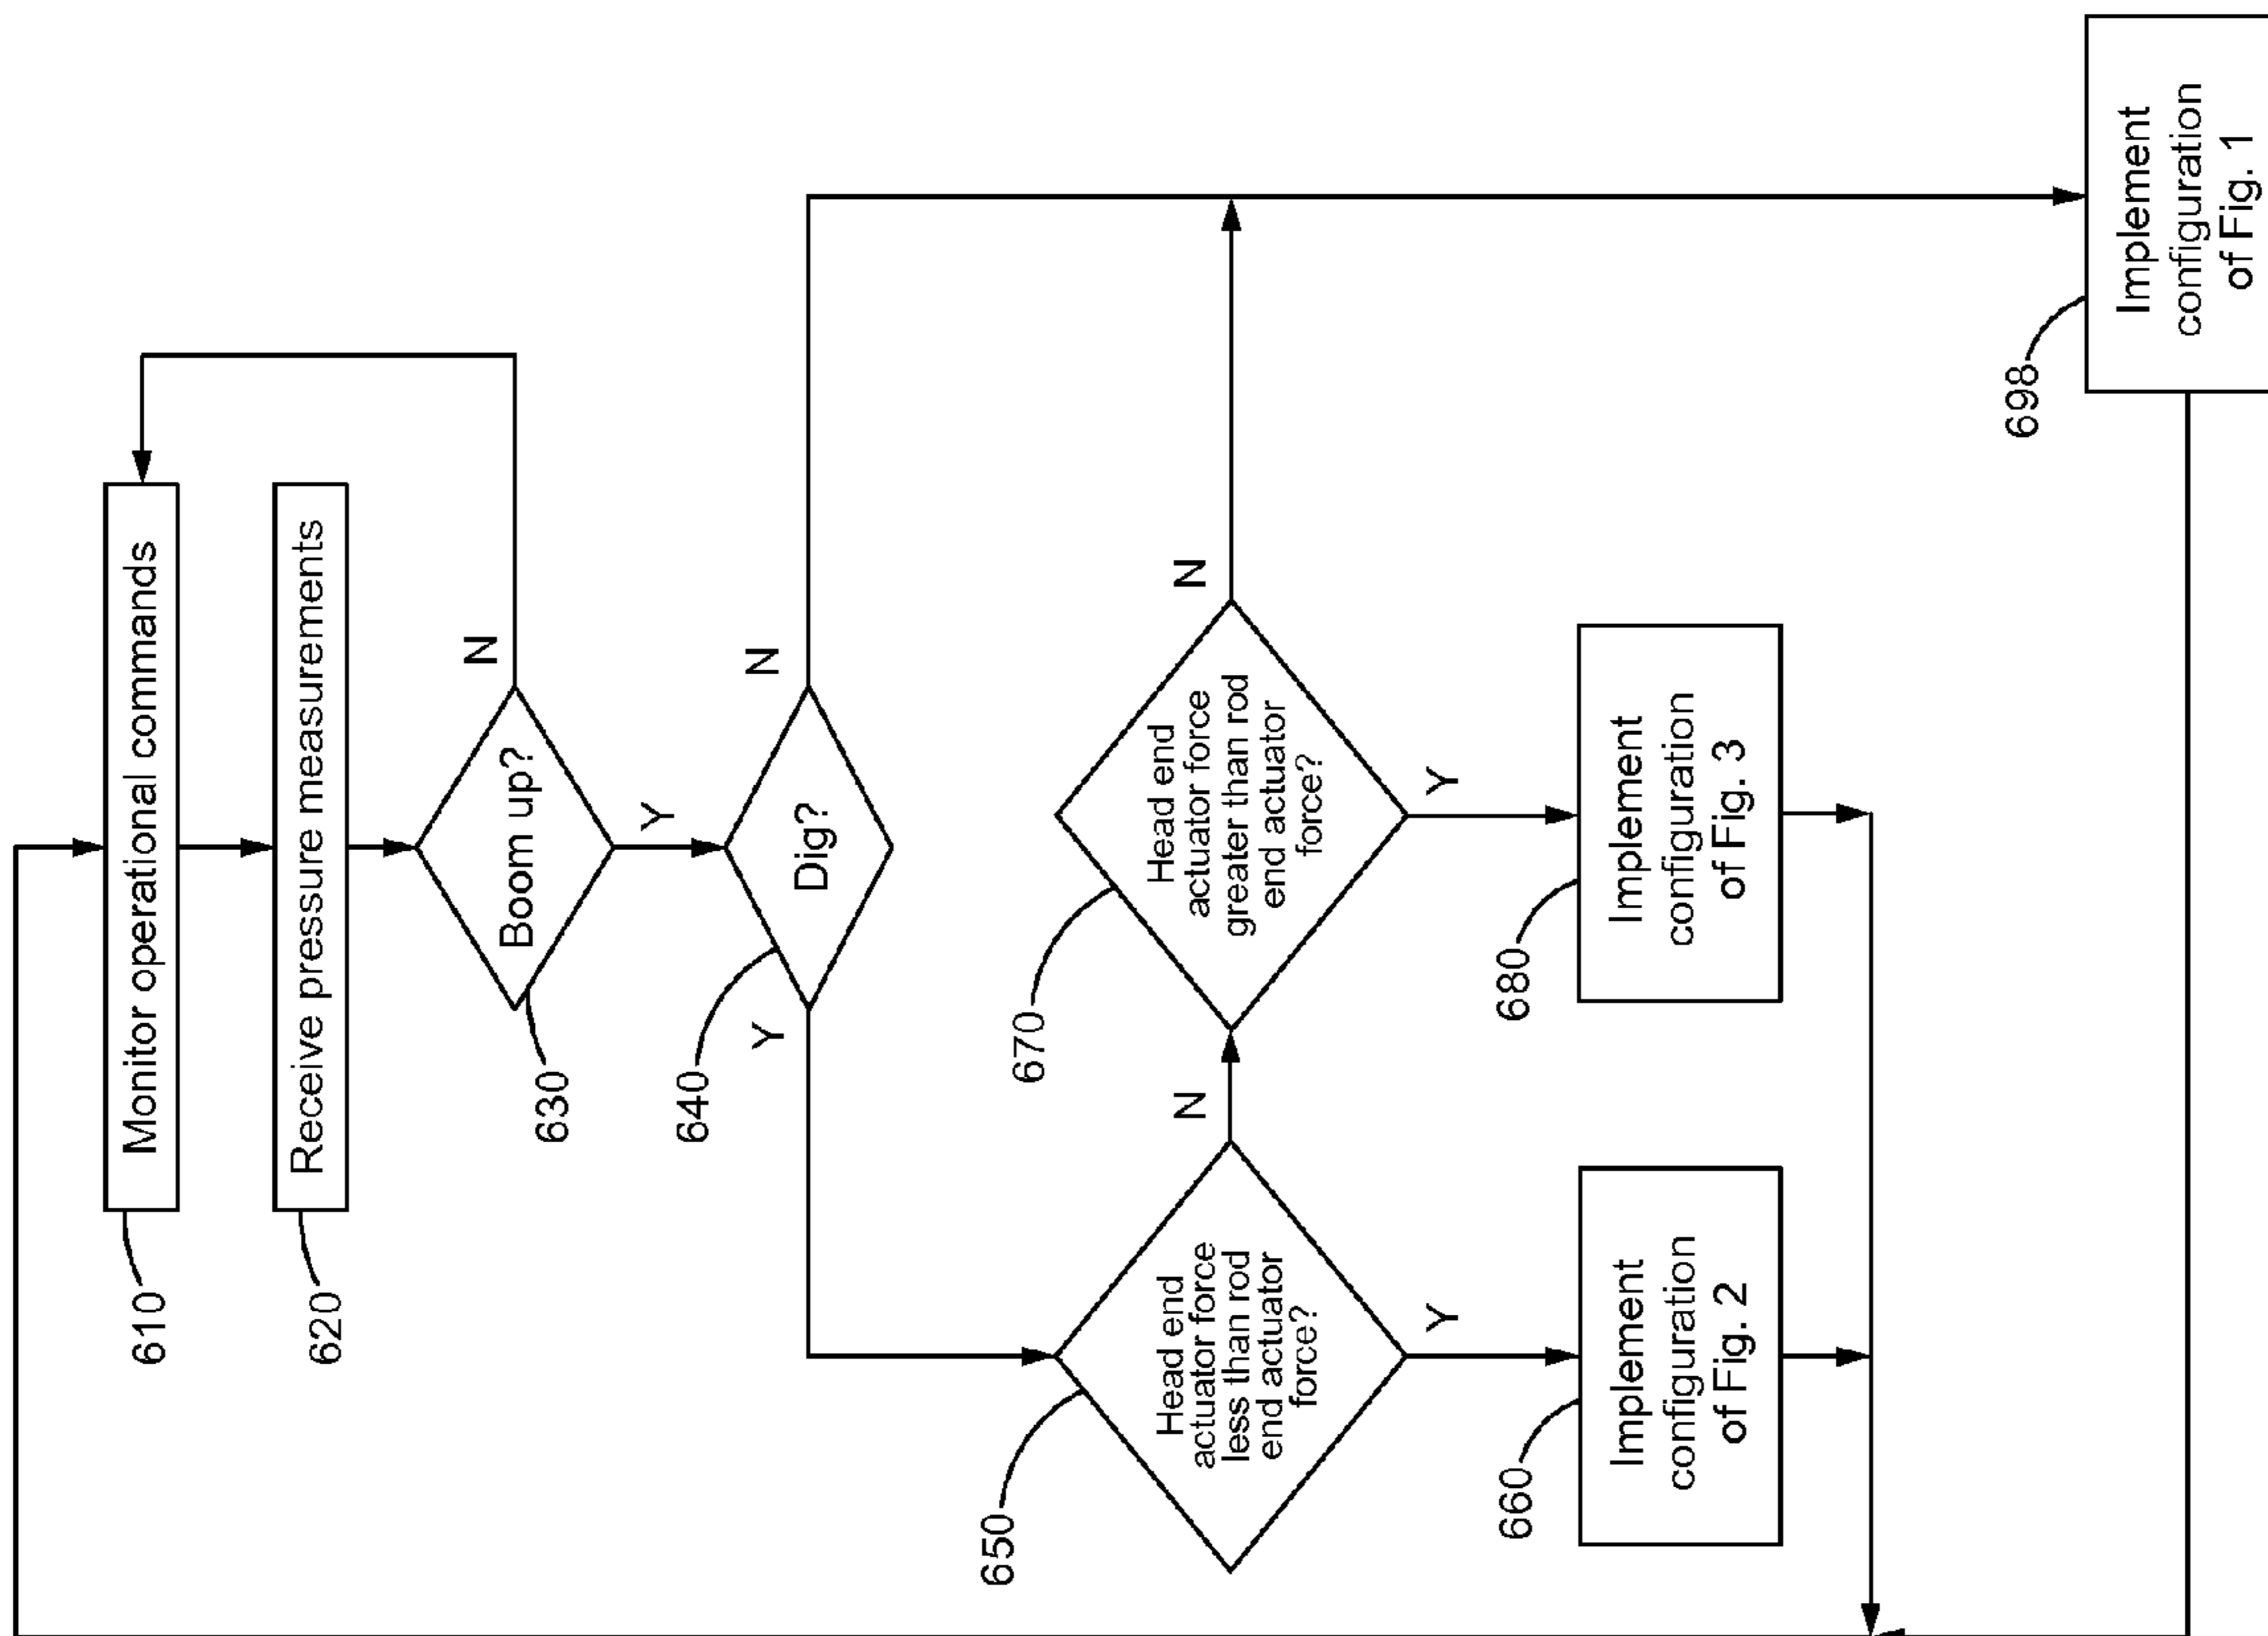 610
Monitor operational commands
620
Receive pressure measurements
630
Boom up?
N
Y
640
Dig?
Y
N
650
Head end
actuator force
less than rod
end actuator
force?
N
Y
670
Head end
actuator force
greater than rod
end actuator
force?
N
Y
660
Implement
configuration
of Fig. 2
680
Implement
configuration
of Fig. 3
698
Implement
configuration
of Fig. 1